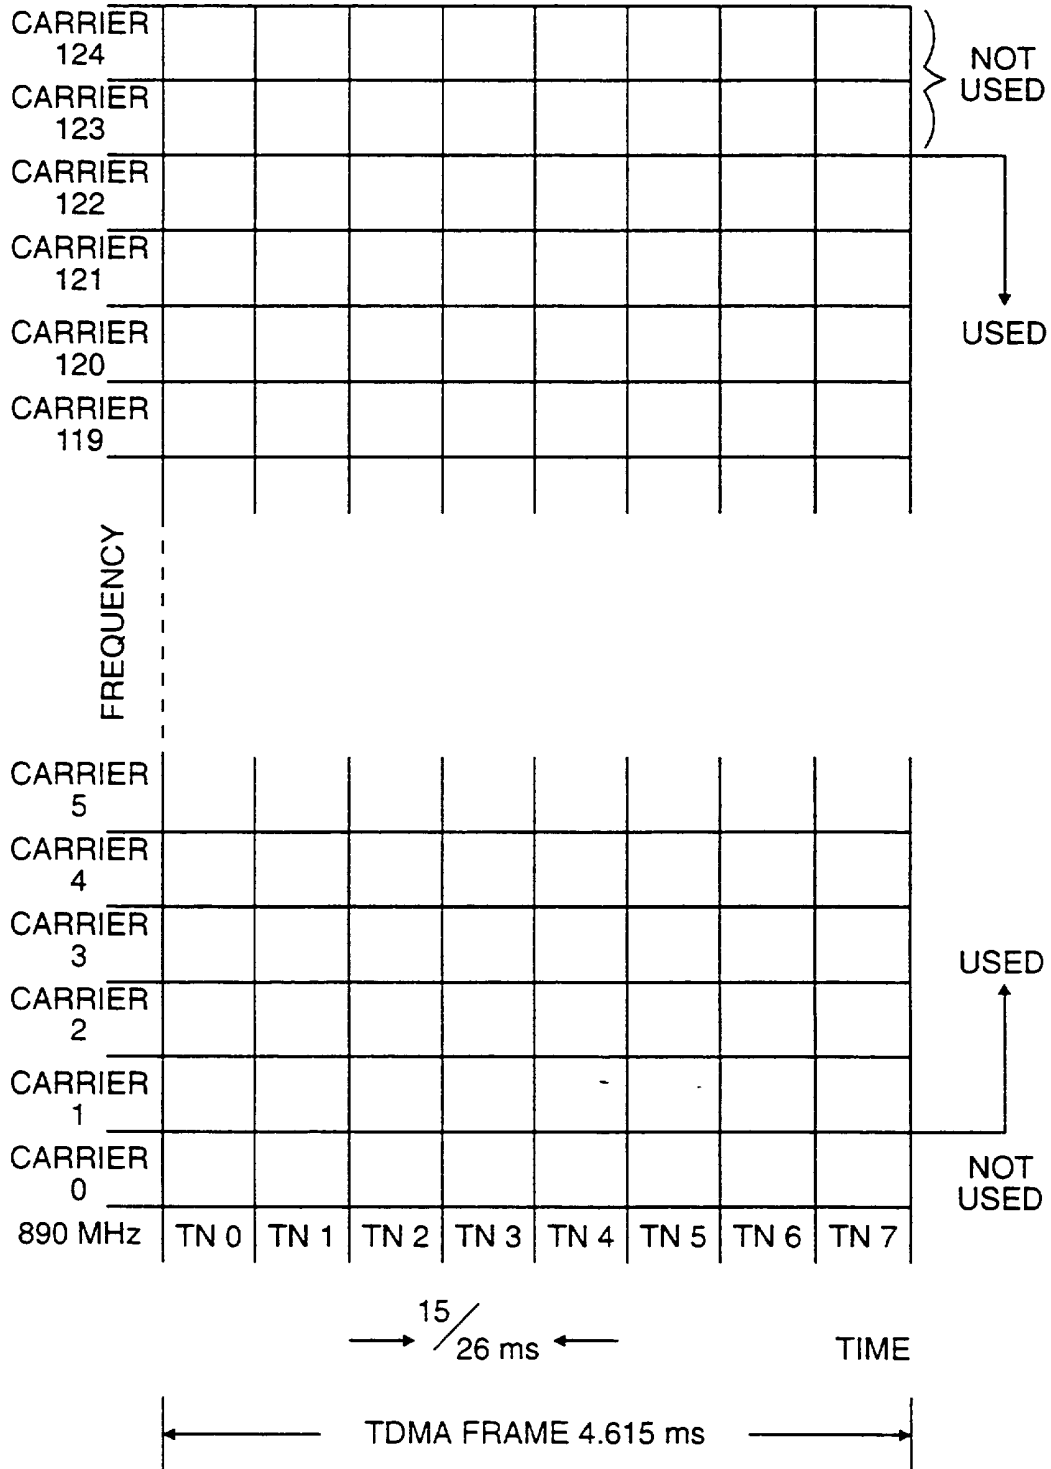 CARRIER
124
NOT
USED
CARRIER
123
CARRIER
122
CARRIER
121
CARRIER
120
USED
CARRIER
119
FREQUENCY
CARRIER
5
CARRIER
4
CARRIER
3
USED
CARRIER
2
CARRIER
1
CARRIER
0
NOT
USED
890 MHz TN 0 TN 1 TN 2 TN 3 TN 4 TN 5 TN 6 TN 7
15/26 ms
TIME
TDMA FRAME 4.615 ms